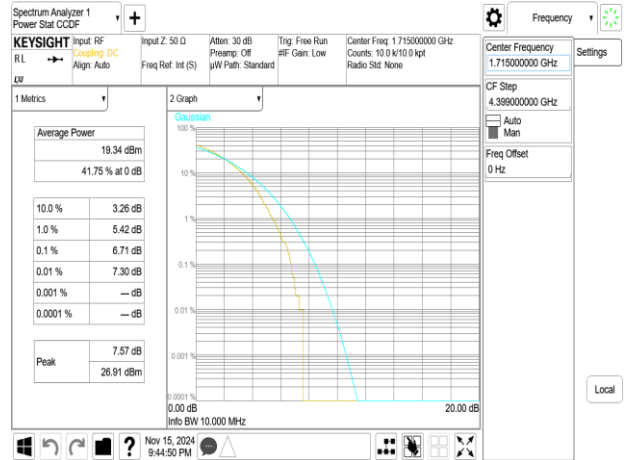 Spectrum Analyzer 1
Power Stat CCDF
Frequency
KEYSIGHT
RL
LXI
Input: RF
Coupling: DC
Align: Auto
Input Z: 50 Ω
Freq Ref: Int (S)
Atten: 30 dB
Preamp: Off
µW Path: Standard
Trig: Free Run
#IF Gain: Low
Center Freq: 1.715000000 GHz
Counts: 10.0 k/10.0 kpt
Radio Std: None
Center Frequency
1.715000000 GHz
Settings
CF Step
4.399000000 GHz
Auto
Man
Freq Offset
0 Hz
1 Metrics
Average Power
19.34 dBm
41.75 % at 0 dB
10.0 % 3.26 dB
1.0 % 5.42 dB
0.1 % 6.71 dB
0.01 % 7.30 dB
0.001 % --- dB
0.0001 % --- dB
Peak 7.57 dB
26.91 dBm
2 Graph
Gaussian
100 %
10 %
1 %
0.1 %
0.01 %
0.001 %
0.0001 %
0.00 dB 20.00 dB
Info BW 10.000 MHz
Local
?
Nov 15, 2024
9:44:50 PM